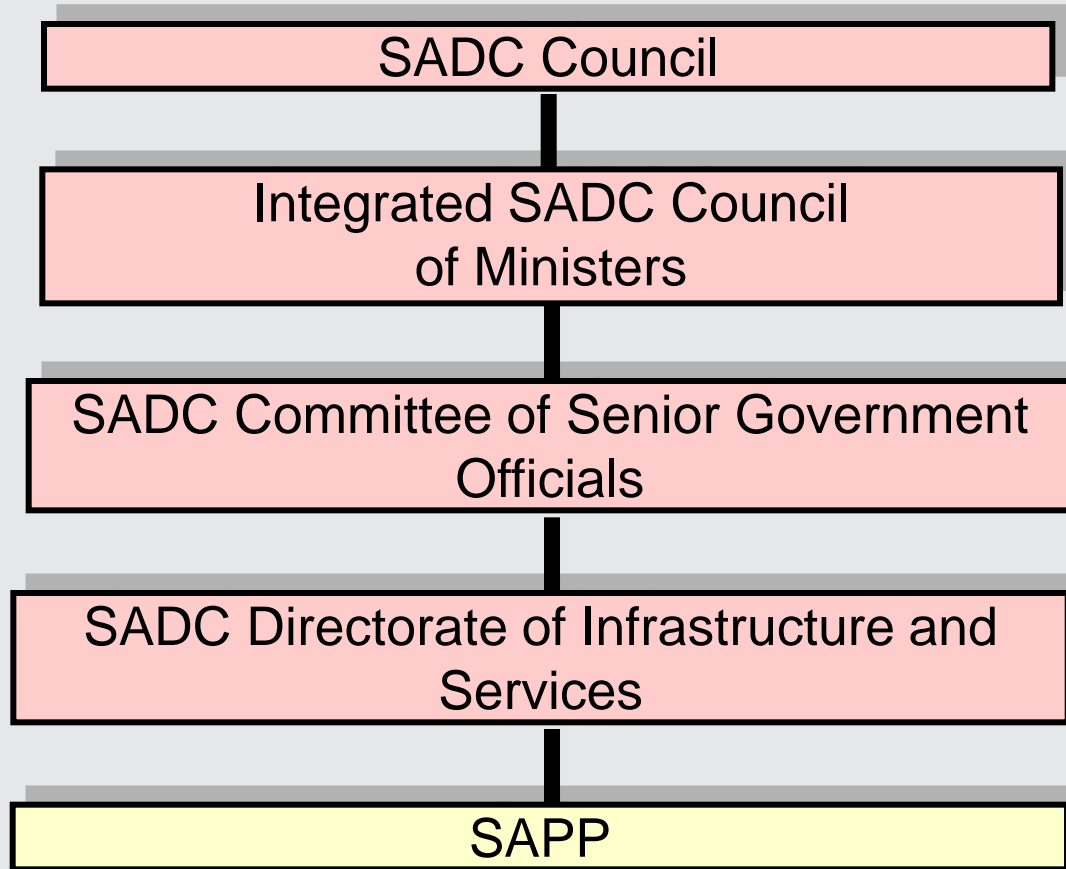 SADC Council
Integrated SADC Council
of Ministers
SADC Committee of Senior Government
Officials
SADC Directorate of Infrastructure and
Services
SAPP